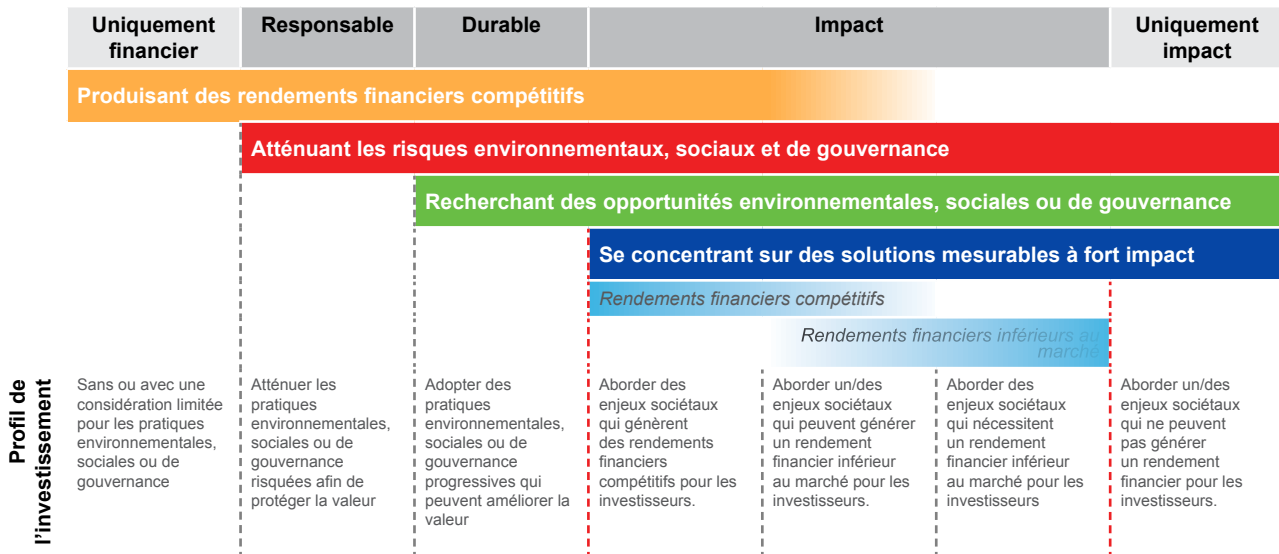 Uniquement
financier
Responsable
Durable
Impact
Uniquement
impact
Produisant des rendements financiers compétitifs
Atténuant les risques environnementaux, sociaux et de gouvernance
Recherchant des opportunités environnementales, sociales ou de gouvernance
Se concentrant sur des solutions mesurables à fort impact
Rendements financiers compétitifs
Rendements financiers inférieurs au
marché
Profil de
l'investissement
Sans ou avec une
considération limitée
pour les pratiques
environnementales,
sociales ou de
gouvernance
Atténuer les
pratiques
environnementales,
sociales ou de
gouvernance
risquées afin de
protéger la valeur
Adopter des
pratiques
environnementales,
sociales ou de
gouvernance
progressives qui
peuvent améliorer la
valeur
Aborder des
enjeux sociétaux
qui génèrent
des rendements
financiers
compétitifs pour les
investisseurs.
Aborder un/des
enjeux sociétaux
qui peuvent générer
un rendement
financier inférieur
au marché pour les
investisseurs.
Aborder des
enjeux sociétaux
qui nécessitent
un rendement
financier inférieur
au marché pour les
investisseurs
Aborder un/des
enjeux sociétaux
qui ne peuvent
pas générer
un rendement
financier pour les
investisseurs.